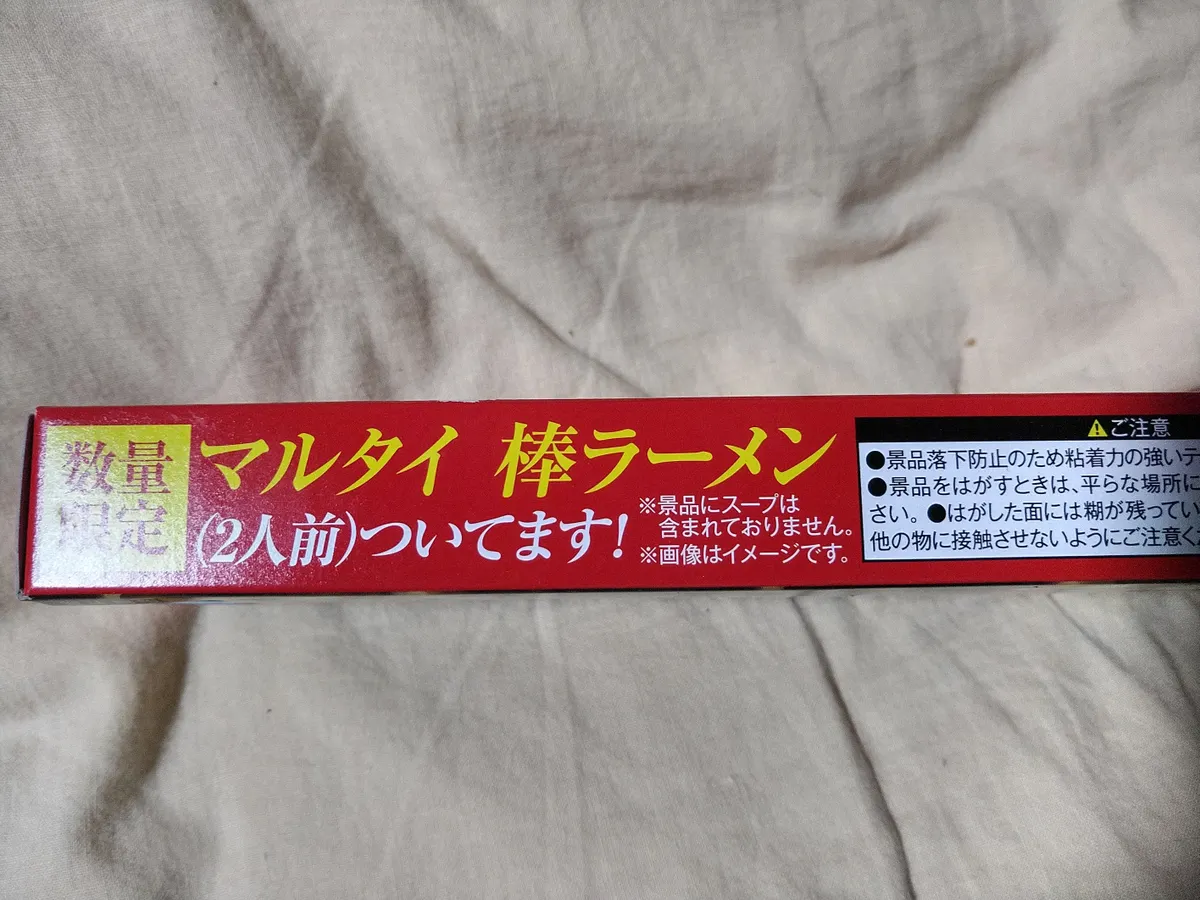 数量
限定
マルタイ 棒ラーメン
(2人前)ついてます!
※景品にスープは
含まれておりません。
※画像はイメージです。
⚠ご注意
●景品落下防止のため粘着力の強いテ
●景品をはがすときは、平らな場所に
さい。●はがした面には糊が残ってい
他の物に接触させないようにご注意く